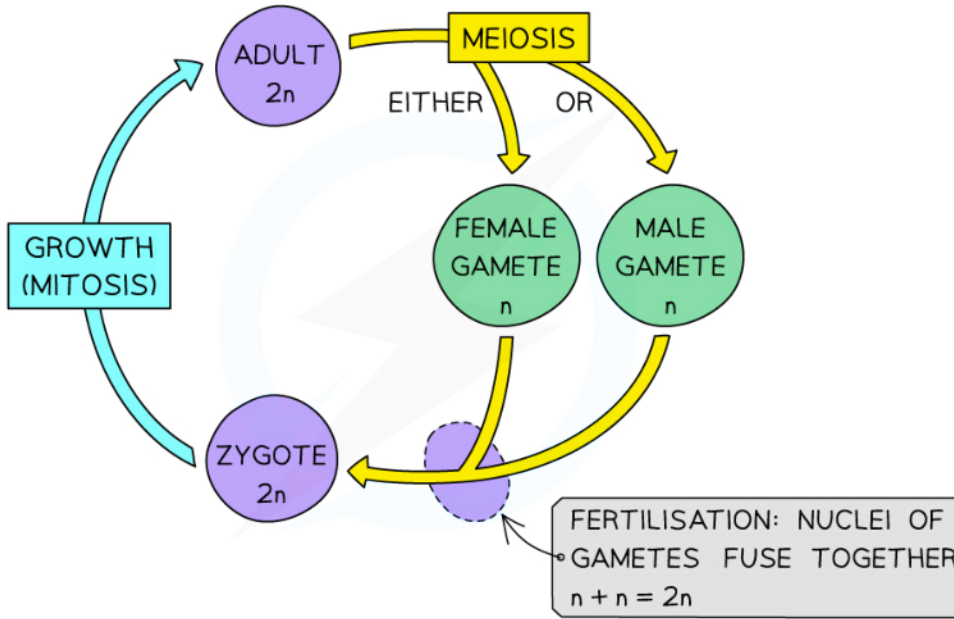 ADULT
2n
MEIOSIS
EITHER
OR
FEMALE
GAMETE
n
MALE
GAMETE
n
GROWTH
(MITOSIS)
ZYGOTE
2n
FERTILISATION: NUCLEI OF
GAMETES FUSE TOGETHER
n + n = 2n